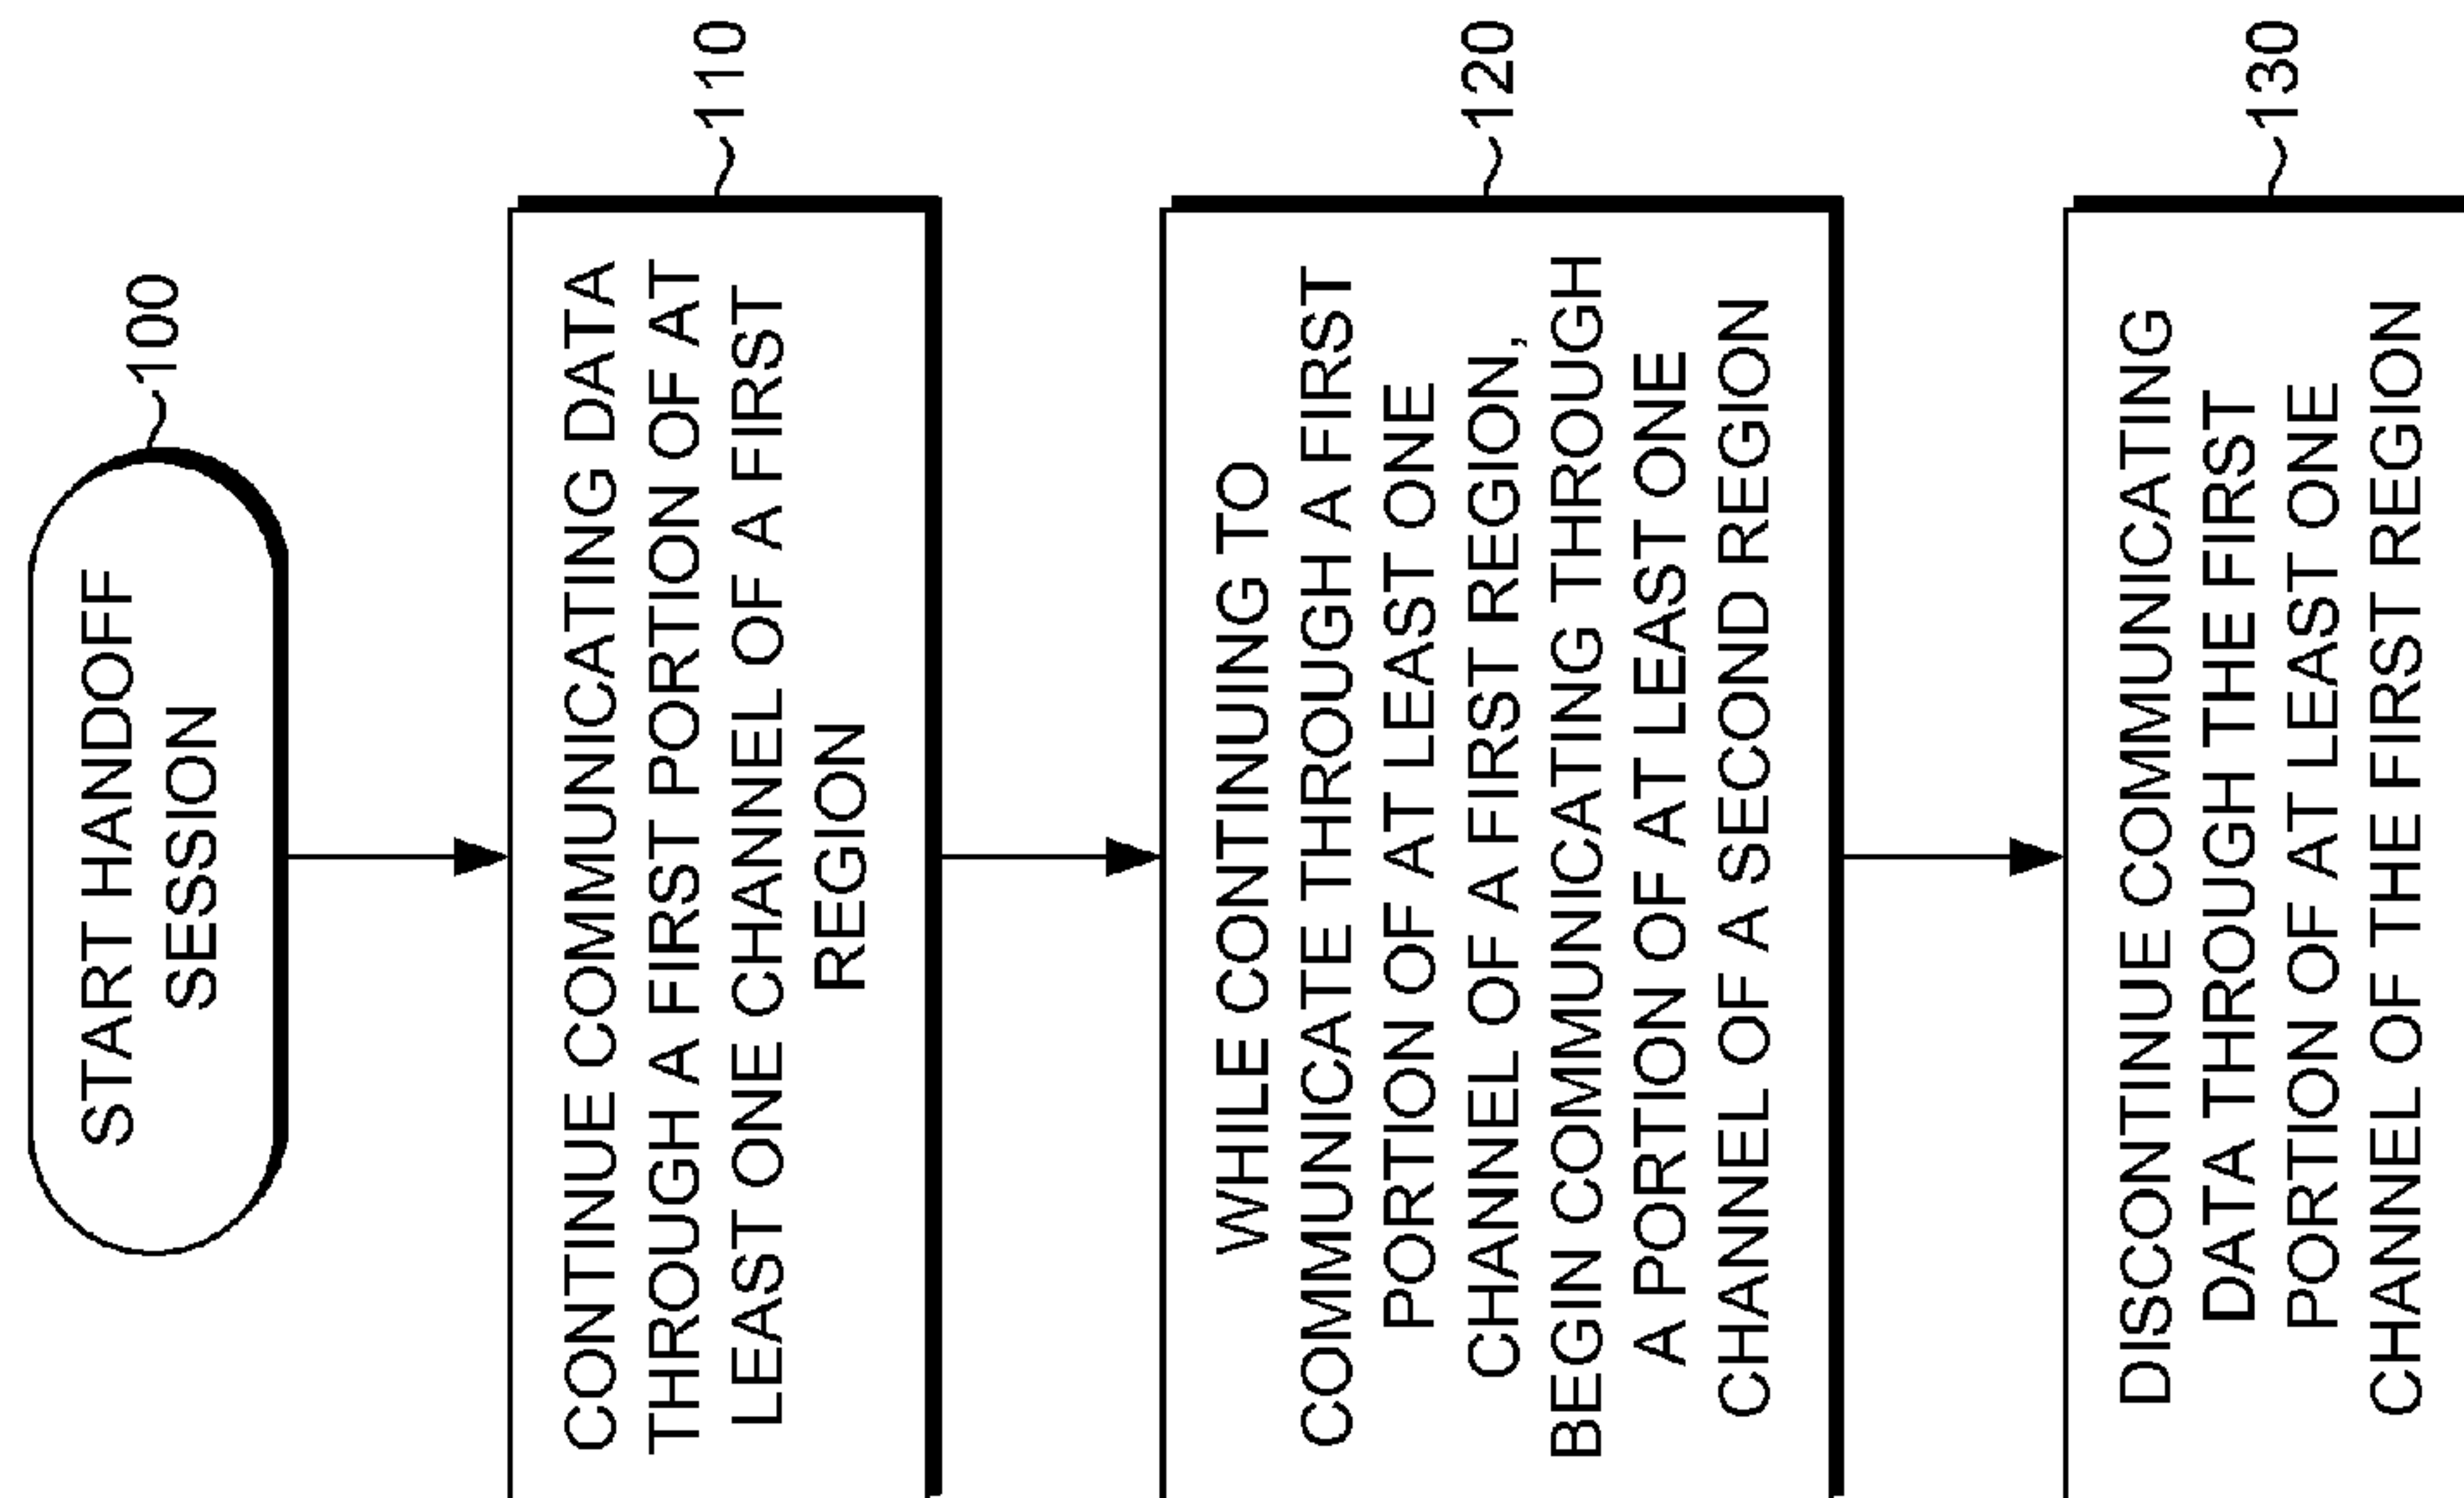 START HANDOFF
SESSION
100
CONTINUE COMMUNICATING DATA
THROUGH A FIRST PORTION OF AT
LEAST ONE CHANNEL OF A FIRST
REGION
110
WHILE CONTINUING TO
COMMUNICATE THROUGH A FIRST
PORTION OF AT LEAST ONE
CHANNEL OF A FIRST REGION,
BEGIN COMMUNICATING THROUGH
A PORTION OF AT LEAST ONE
CHANNEL OF A SECOND REGION
120
DISCONTINUE COMMUNICATING
DATA THROUGH THE FIRST
PORTION OF AT LEAST ONE
CHANNEL OF THE FIRST REGION
130